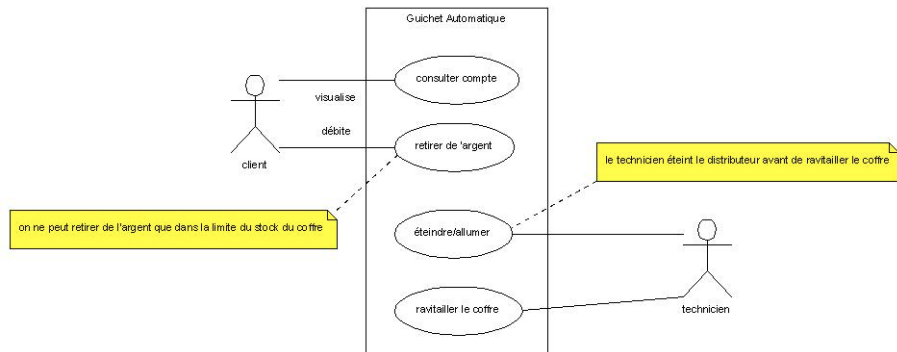 Guichet Automatique
consulter compte
visualise
débite
retirer de 'argent
client
le technicien éteint le distributeur avant de ravitailler le coffre
on ne peut retirer de l'argent que dans la limite du stock du coffre
éteindre/allumer
ravitailler le coffre
technicien